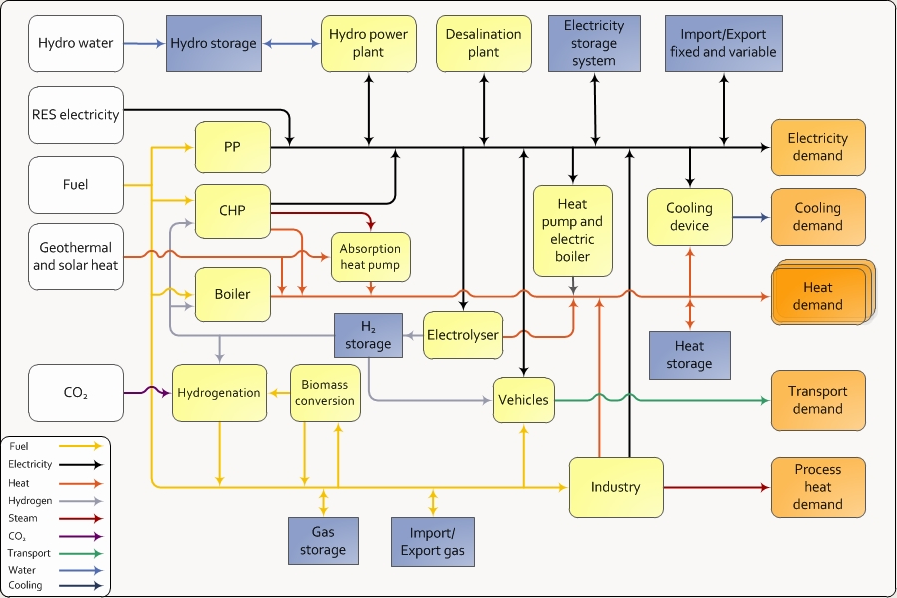 Hydro water
Hydro storage
Hydro power
plant
Desalination
plant
Electricity
storage
system
Import/Export
fixed and variable
RES electricity
PP
Electricity
demand
Fuel
CHP
Heat
pump and
electric
boiler
Cooling
device
Cooling
demand
Geothermal
and solar heat
Absorption
heat pump
Boiler
Heat
demand
H₂
storage
Electrolyser
Heat
storage
CO₂
Hydrogenation
Biomass
conversion
Vehicles
Transport
demand
Industry
Process
heat
demand
Gas
storage
Import/
Export gas
Fuel
Electricity
Heat
Hydrogen
Steam
CO₂
Transport
Water
Cooling